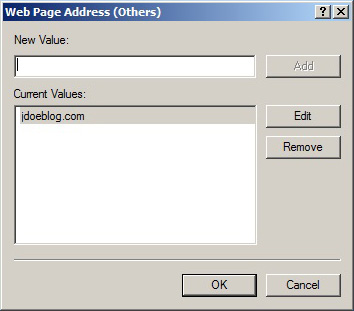 Web Page Address (Others)
New Value:
Add
Current Values:
jdoeblog.com
Edit
Remove
OK
Cancel